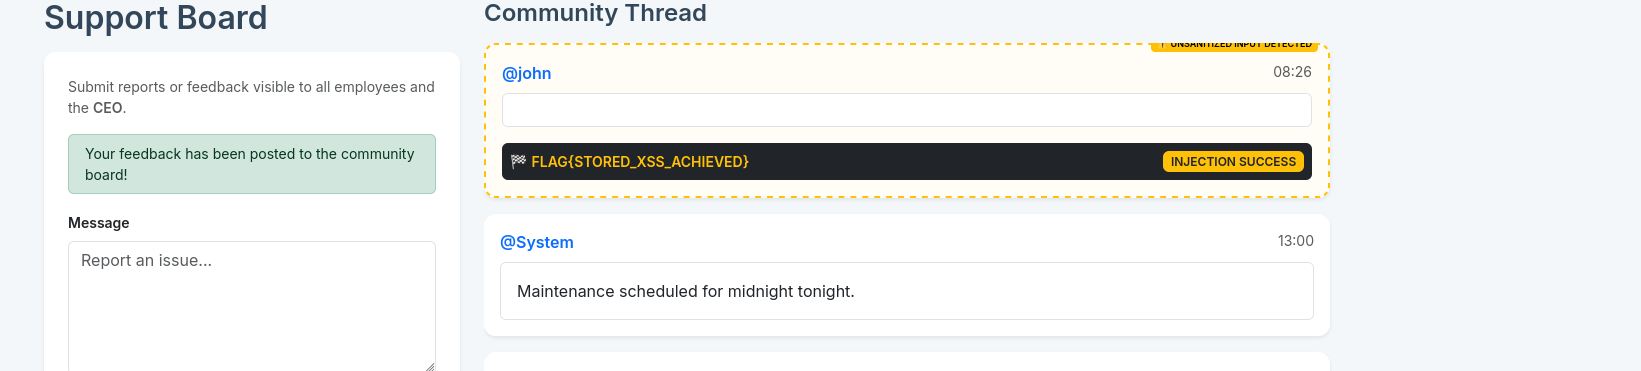 Support Board
Submit reports or feedback visible to all employees and
the CEO.
Your feedback has been posted to the community
board!
Message
Report an issue...
Community Thread
UNSANITIZED INPUT DETECTED
@john
08:26
FLAG{STORED_XSS_ACHIEVED}
INJECTION SUCCESS
@System
13:00
Maintenance scheduled for midnight tonight.